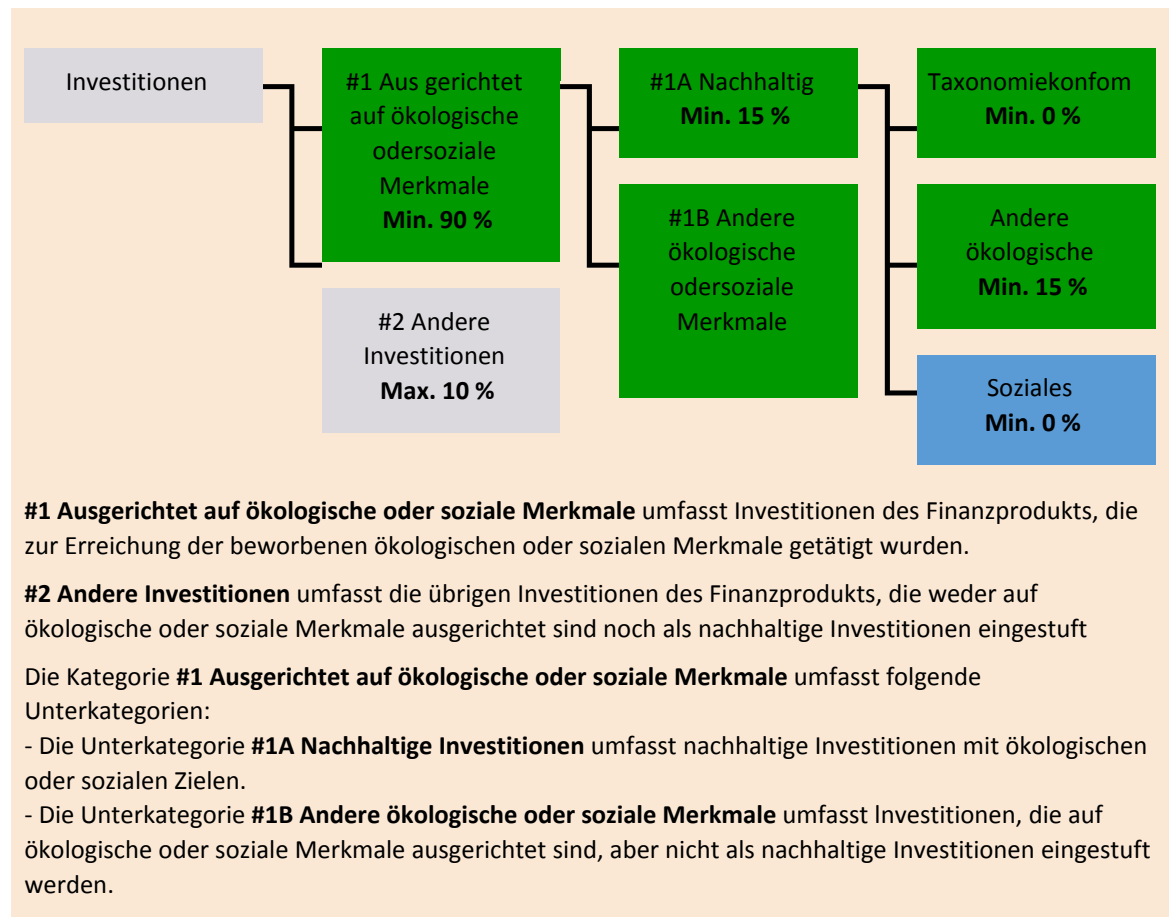 Investitionen
#1 Aus gerichtet
auf ökologische
odersoziale
Merkmale
Min. 90 %
#2 Andere
Investitionen
Max. 10 %
#1A Nachhaltig
Min. 15 %
#1B Andere
ökologische
odersoziale
Merkmale
Taxonomiekonfom
Min. 0 %
Andere
ökologische
Min. 15 %
Soziales
Min. 0 %
#1 Ausgerichtet auf ökologische oder soziale Merkmale umfasst Investitionen des Finanzprodukts, die
zur Erreichung der beworbenen ökologischen oder sozialen Merkmale getätigt wurden.
#2 Andere Investitionen umfasst die übrigen Investitionen des Finanzprodukts, die weder auf
ökologische oder soziale Merkmale ausgerichtet sind noch als nachhaltige Investitionen eingestuft
Die Kategorie #1 Ausgerichtet auf ökologische oder soziale Merkmale umfasst folgende
Unterkategorien:
- Die Unterkategorie #1A Nachhaltige Investitionen umfasst nachhaltige Investitionen mit ökologischen
oder sozialen Zielen.
- Die Unterkategorie #1B Andere ökologische oder soziale Merkmale umfasst lnvestitionen, die auf
ökologische oder soziale Merkmale ausgerichtet sind, aber nicht als nachhaltige Investitionen eingestuft
werden.